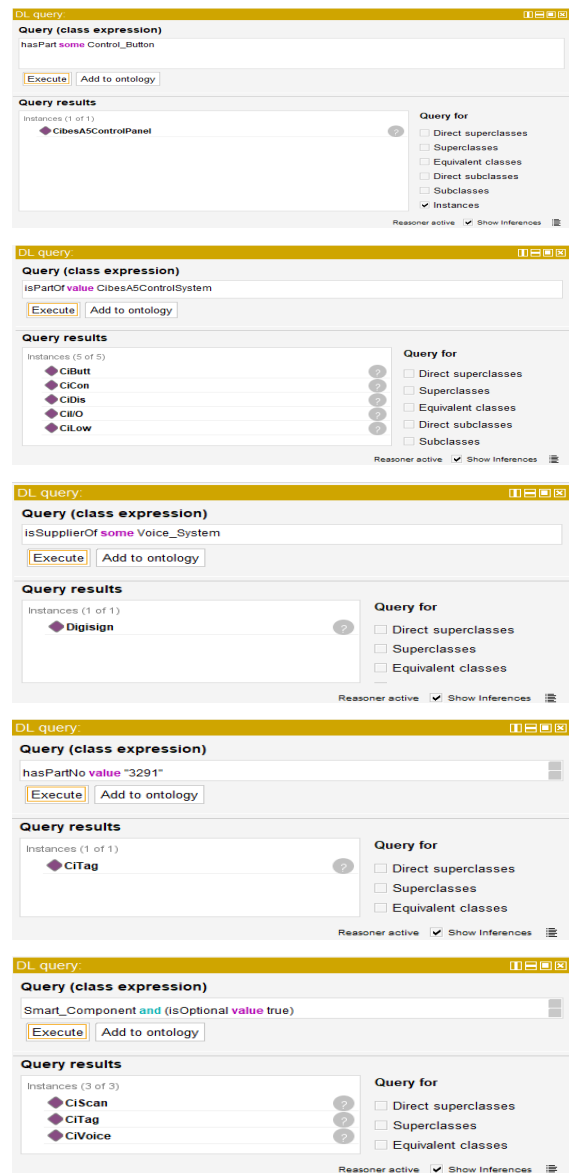 DL query:
Query (class expression)
hasPart some Control_Button
Execute Add to ontology
Query results
Instances (1 of 1)
CibesA5ControlPanel
?
Query for
Direct superclasses
Superclasses
Equivalent classes
Direct subclasses
Subclasses
Instances
Reasoner active Show Inferences
DL query:
Query (class expression)
isPartOf value CibesA5ControlSystem
Execute Add to ontology
Query results
Instances (5 of 5)
CiButt ?
CiCon ?
CiDis ?
CiI/O ?
CiLow ?
Query for
Direct superclasses
Superclasses
Equivalent classes
Direct subclasses
Subclasses
Reasoner active Show Inferences
DL query:
Query (class expression)
isSupplierOf some Voice_System
Execute Add to ontology
Query results
Instances (1 of 1)
Digisign ?
Query for
Direct superclasses
Superclasses
Equivalent classes
Reasoner active Show Inferences
DL query:
Query (class expression)
hasPartNo value "3291"
Execute Add to ontology
Query results
Instances (1 of 1)
CiTag ?
Query for
Direct superclasses
Superclasses
Equivalent classes
Reasoner active Show Inferences
DL query:
Query (class expression)
Smart_Component and (isOptional value true)
Execute Add to ontology
Query results
Instances (3 of 3)
CiScan ?
CiTag ?
CiVoice ?
Query for
Direct superclasses
Superclasses
Equivalent classes
Reasoner active Show Inferences